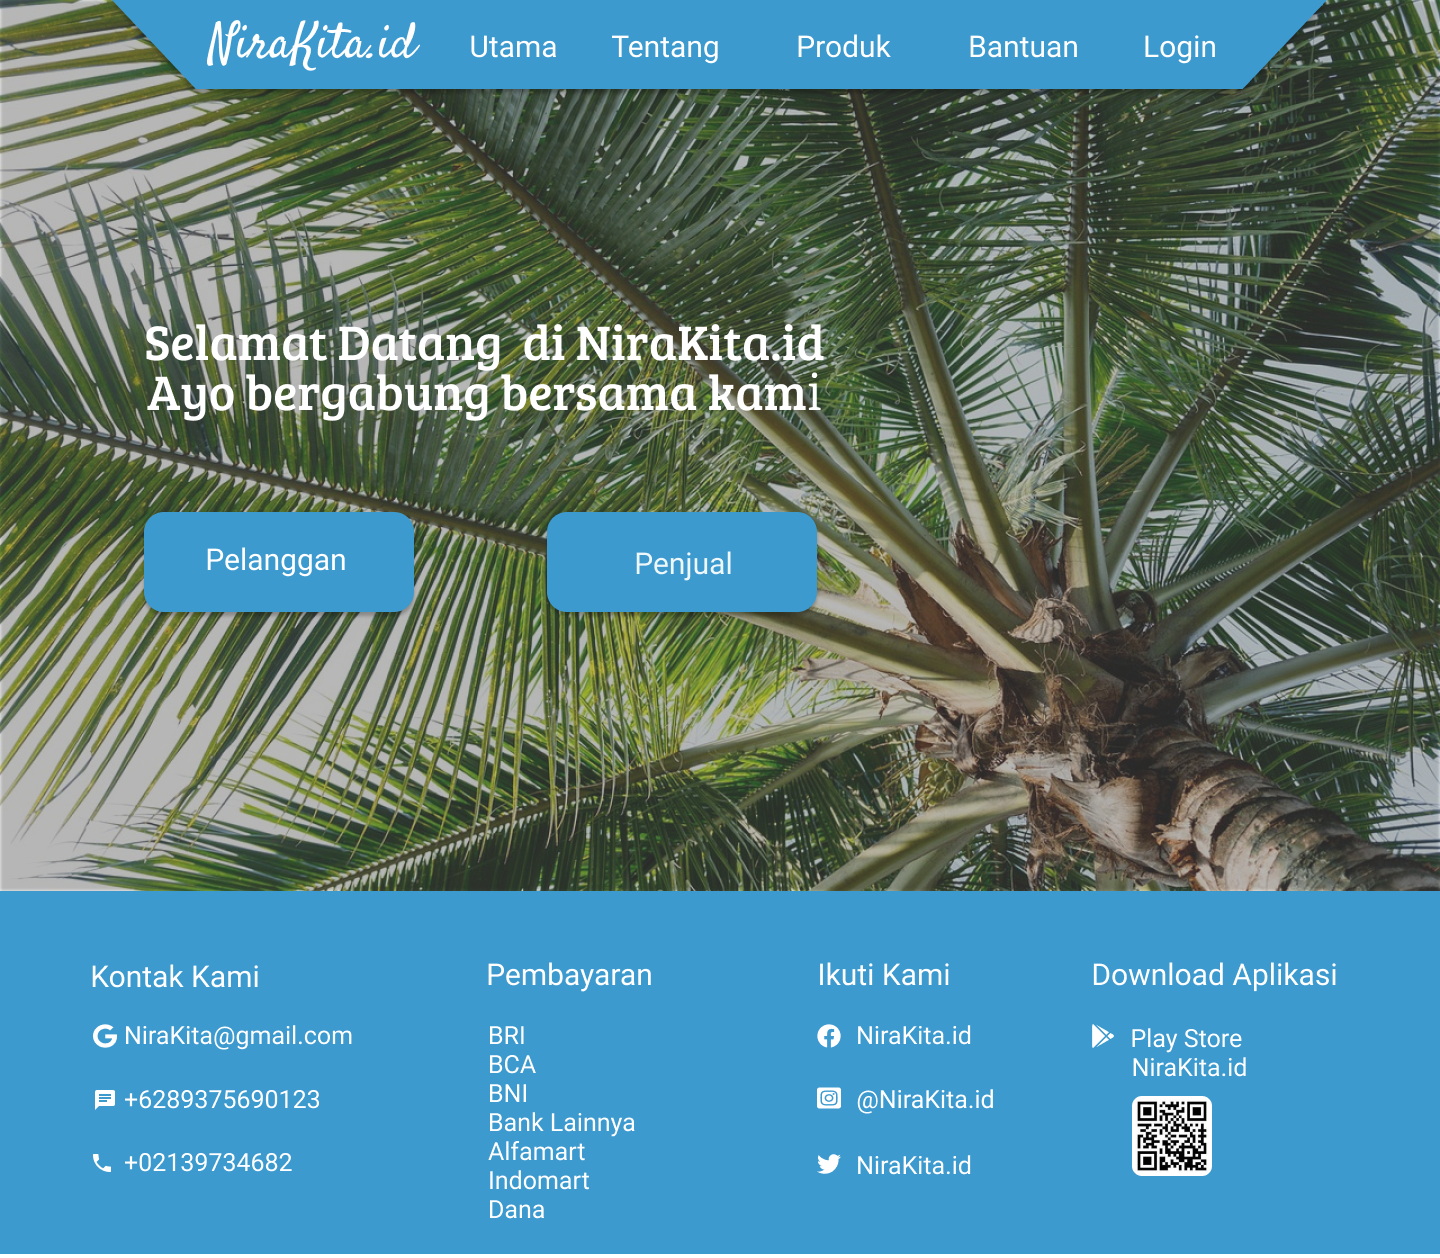 NiraKita.id
Utama
Tentang
Produk
Bantuan
Login
Selamat Datang di NiraKita.id
Ayo bergabung bersama kami
Pelanggan
Penjual
Kontak Kami
NiraKita@gmail.com
+6289375690123
+02139734682
Pembayaran
BRI
BCA
BNI
Bank Lainnya
Alfamart
Indomart
Dana
Ikuti Kami
NiraKita.id
@NiraKita.id
NiraKita.id
Download Aplikasi
Play Store
NiraKita.id